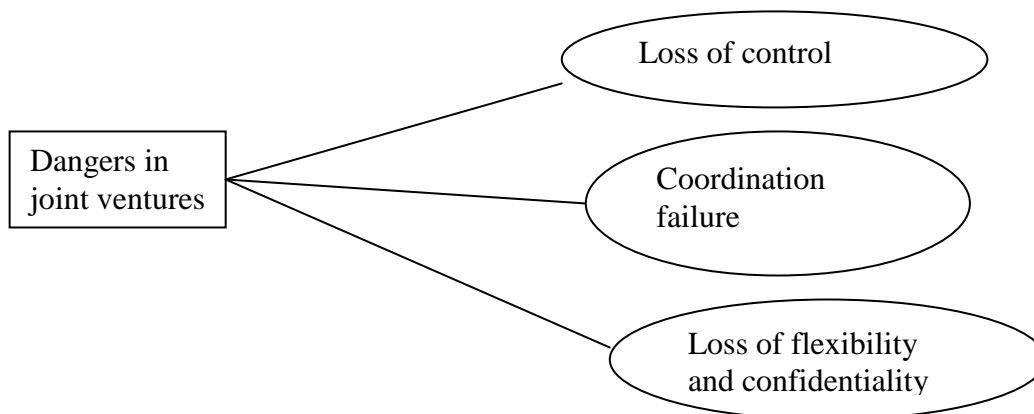 Loss of control
Dangers in
joint ventures
Coordination
failure
Loss of flexibility
and confidentiality